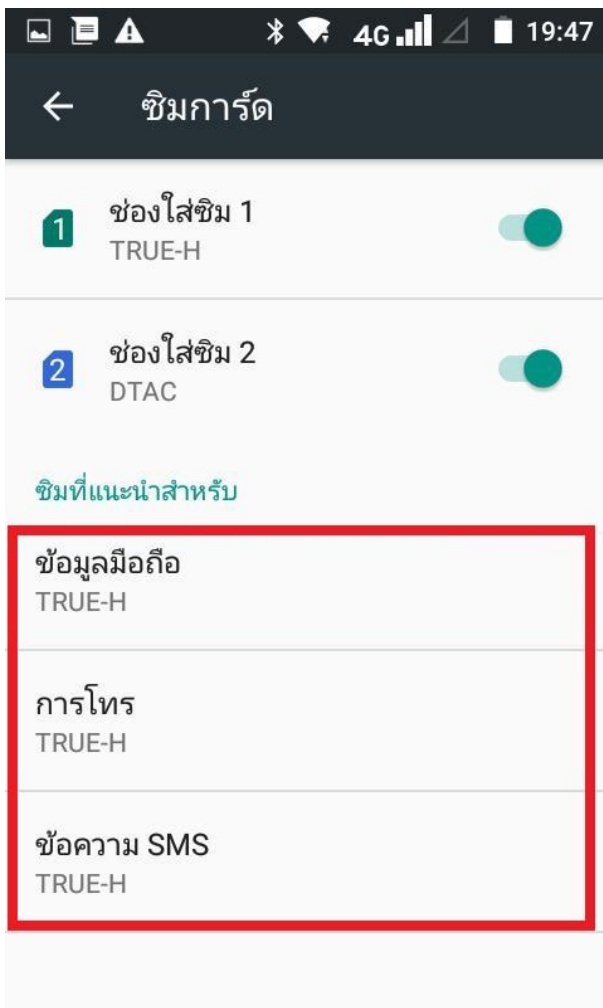 4G 19:47
ซิมการ์ด
1 ช่องใส่ซิม 1
TRUE-H
2 ช่องใส่ซิม 2
DTAC
ซิมที่แนะนำสำหรับ
ข้อมูลมือถือ
TRUE-H
การโทร
TRUE-H
ข้อความ SMS
TRUE-H